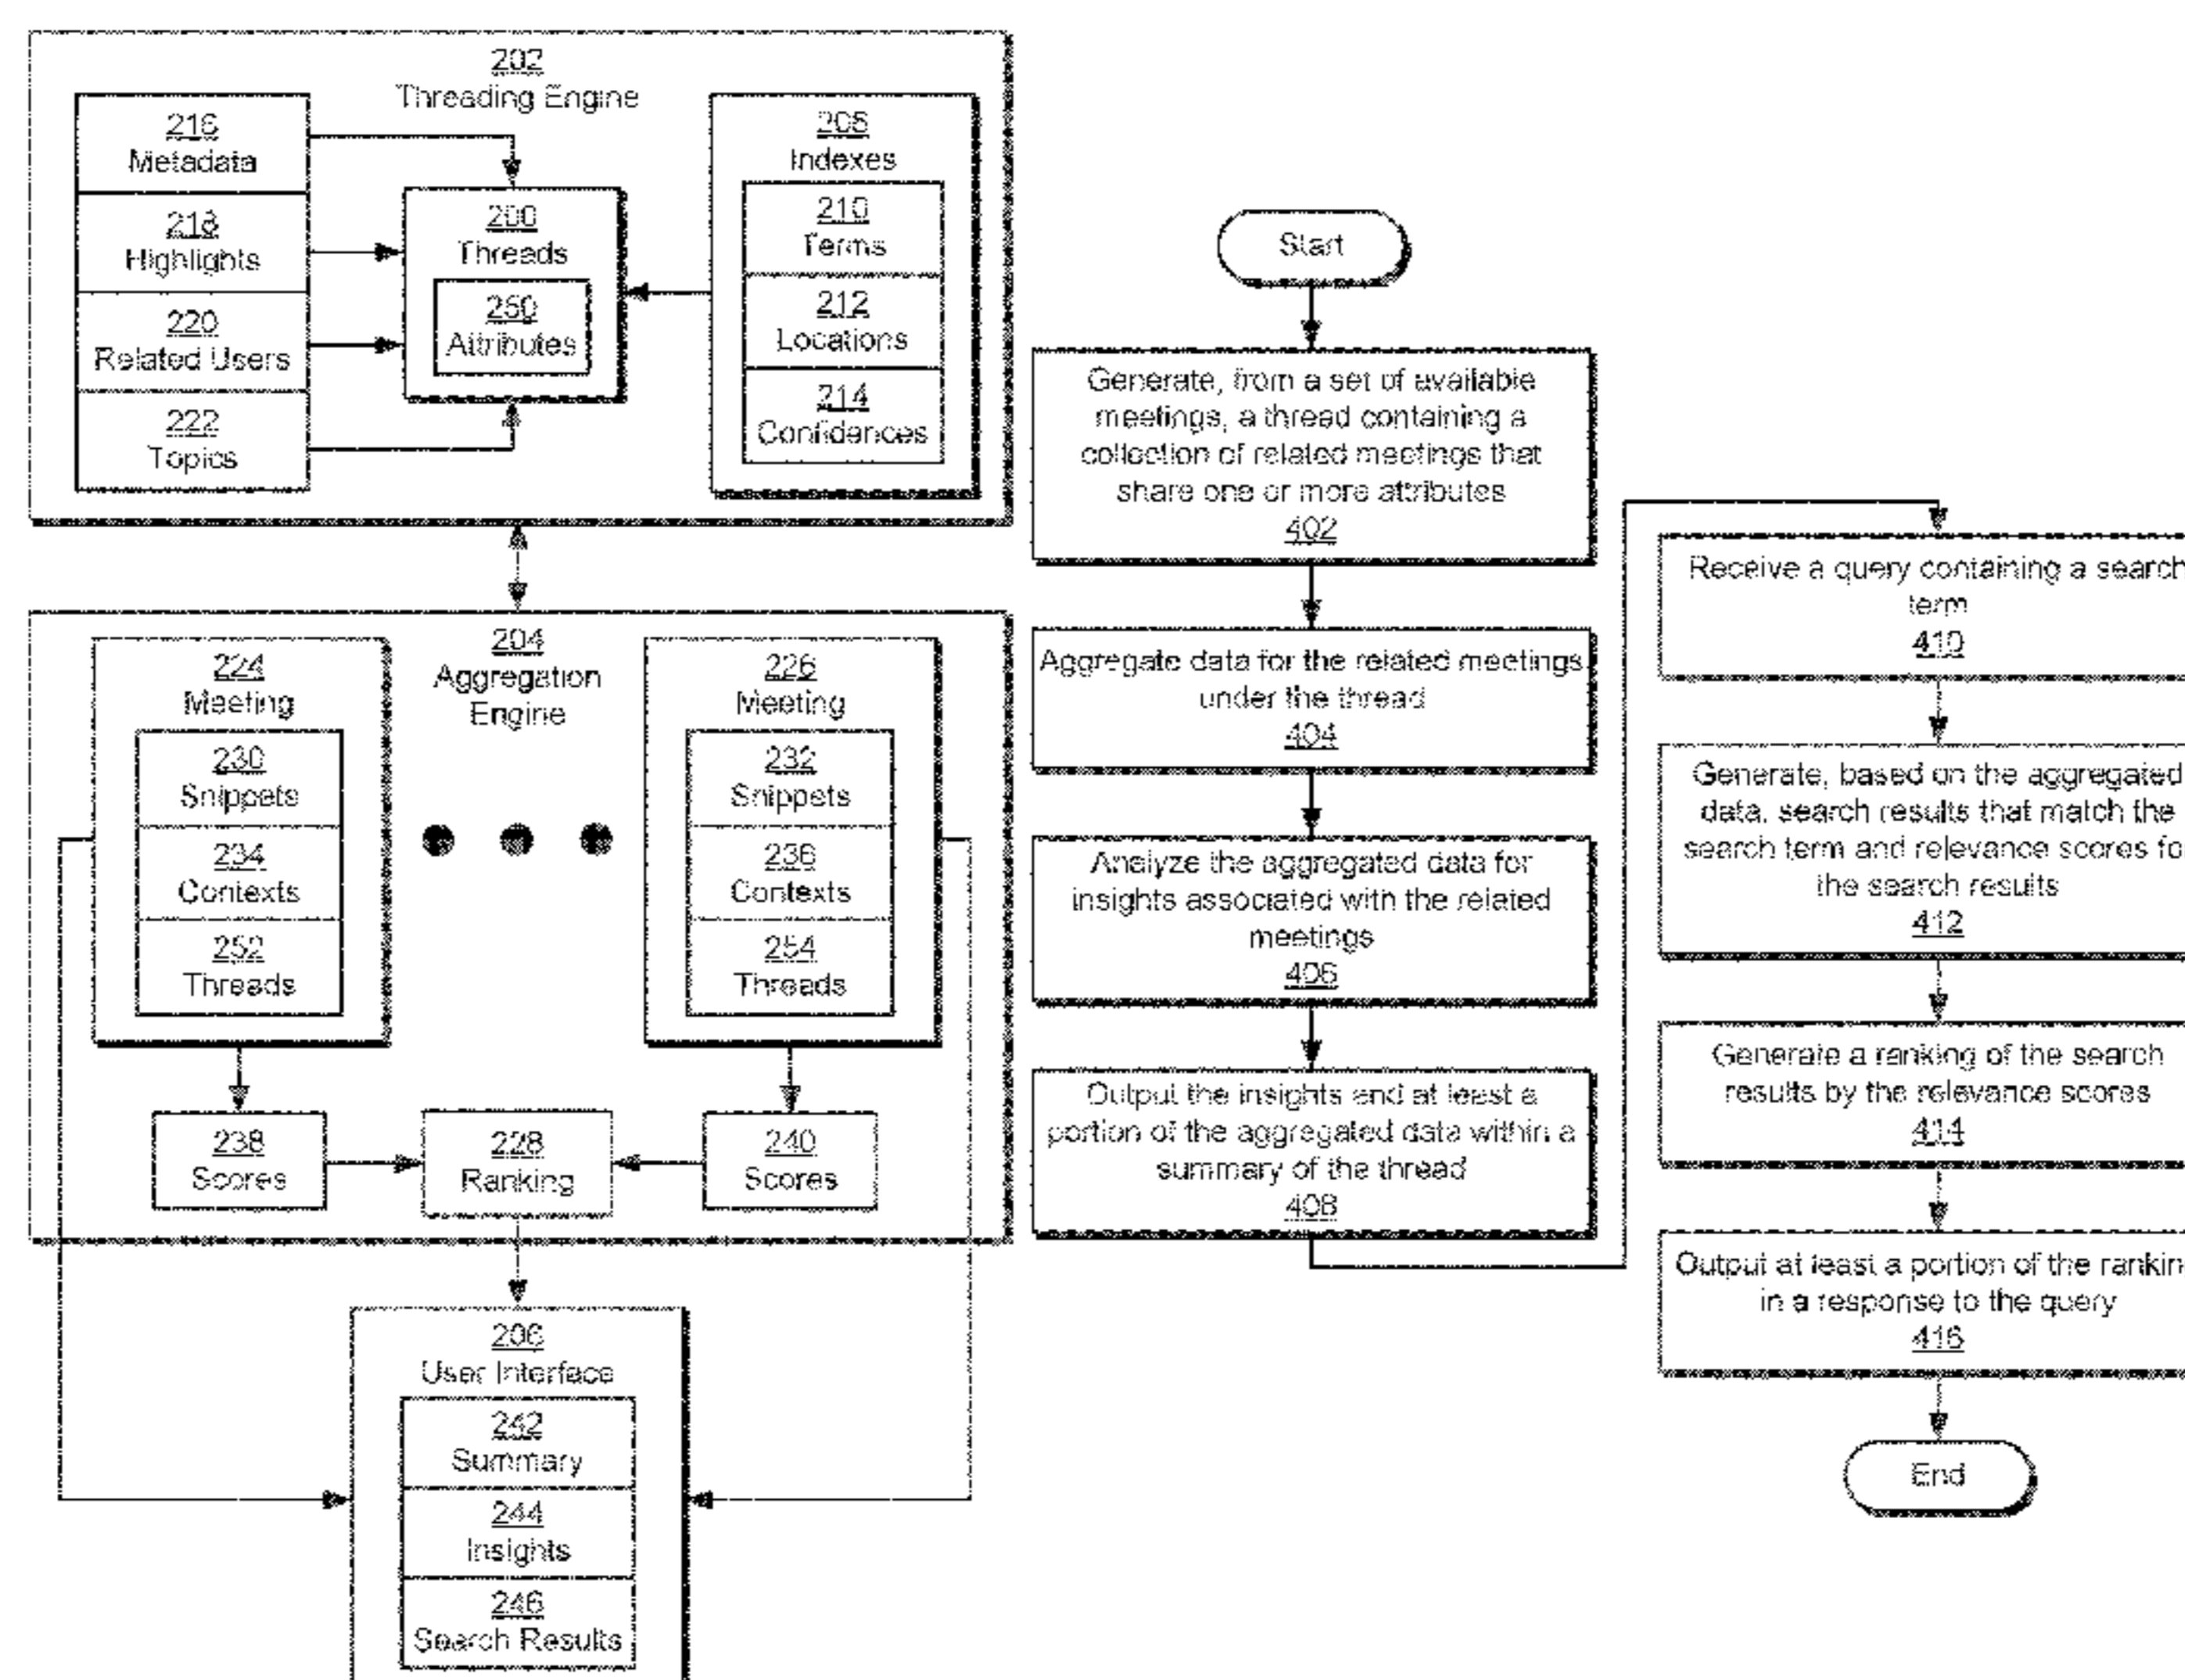 202
Threading Engine
216
Metadata
218
Highlights
220
Related Users
222
Topics
200
Threads
250
Attributes
208
Indexes
210
Terms
212
Locations
214
Confidences
204
Aggregation
Engine
224
Meeting
230
Snippets
234
Contexts
252
Threads
226
Meeting
232
Snippets
236
Contexts
254
Threads
238
Scores
228
Ranking
240
Scores
206
User Interface
242
Summary
244
Insights
246
Search Results
Start
Generate, from a set of available
meetings, a thread containing a
collection of related meetings that
share one or more attributes
402
Aggregate data for the related meetings
under the thread
404
Analyze the aggregated data for
insights associated with the related
meetings
406
Output the insights and at least a
portion of the aggregated data within a
summary of the thread
408
Receive a query containing a search
term
410
Generate, based on the aggregated
data, search results that match the
search term and relevance scores for
the search results
412
Generate a ranking of the search
results by the relevance scores
414
Output at least a portion of the rankin
in a response to the query
416
End